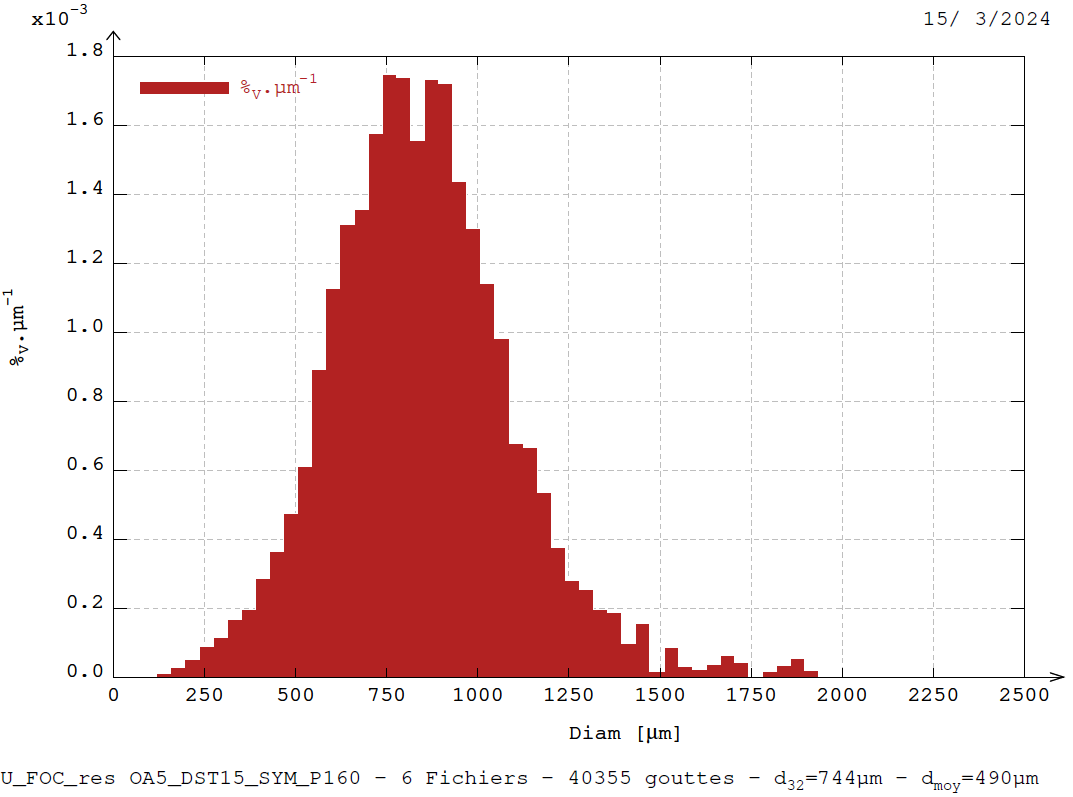 x10⁻³
15/ 3/2024
1.8
%V.µm⁻¹
1.6
1.4
1.2
1.0
0.8
0.6
0.4
0.2
0.0
%V.µm⁻¹
0 250 500 750 1000 1250 1500 1750 2000 2250 2500
Diam [µm]
U_FOC_res OA5_DST15_SYM_P160 – 6 Fichiers – 40355 gouttes – d32=744µm – dmoy=490µm